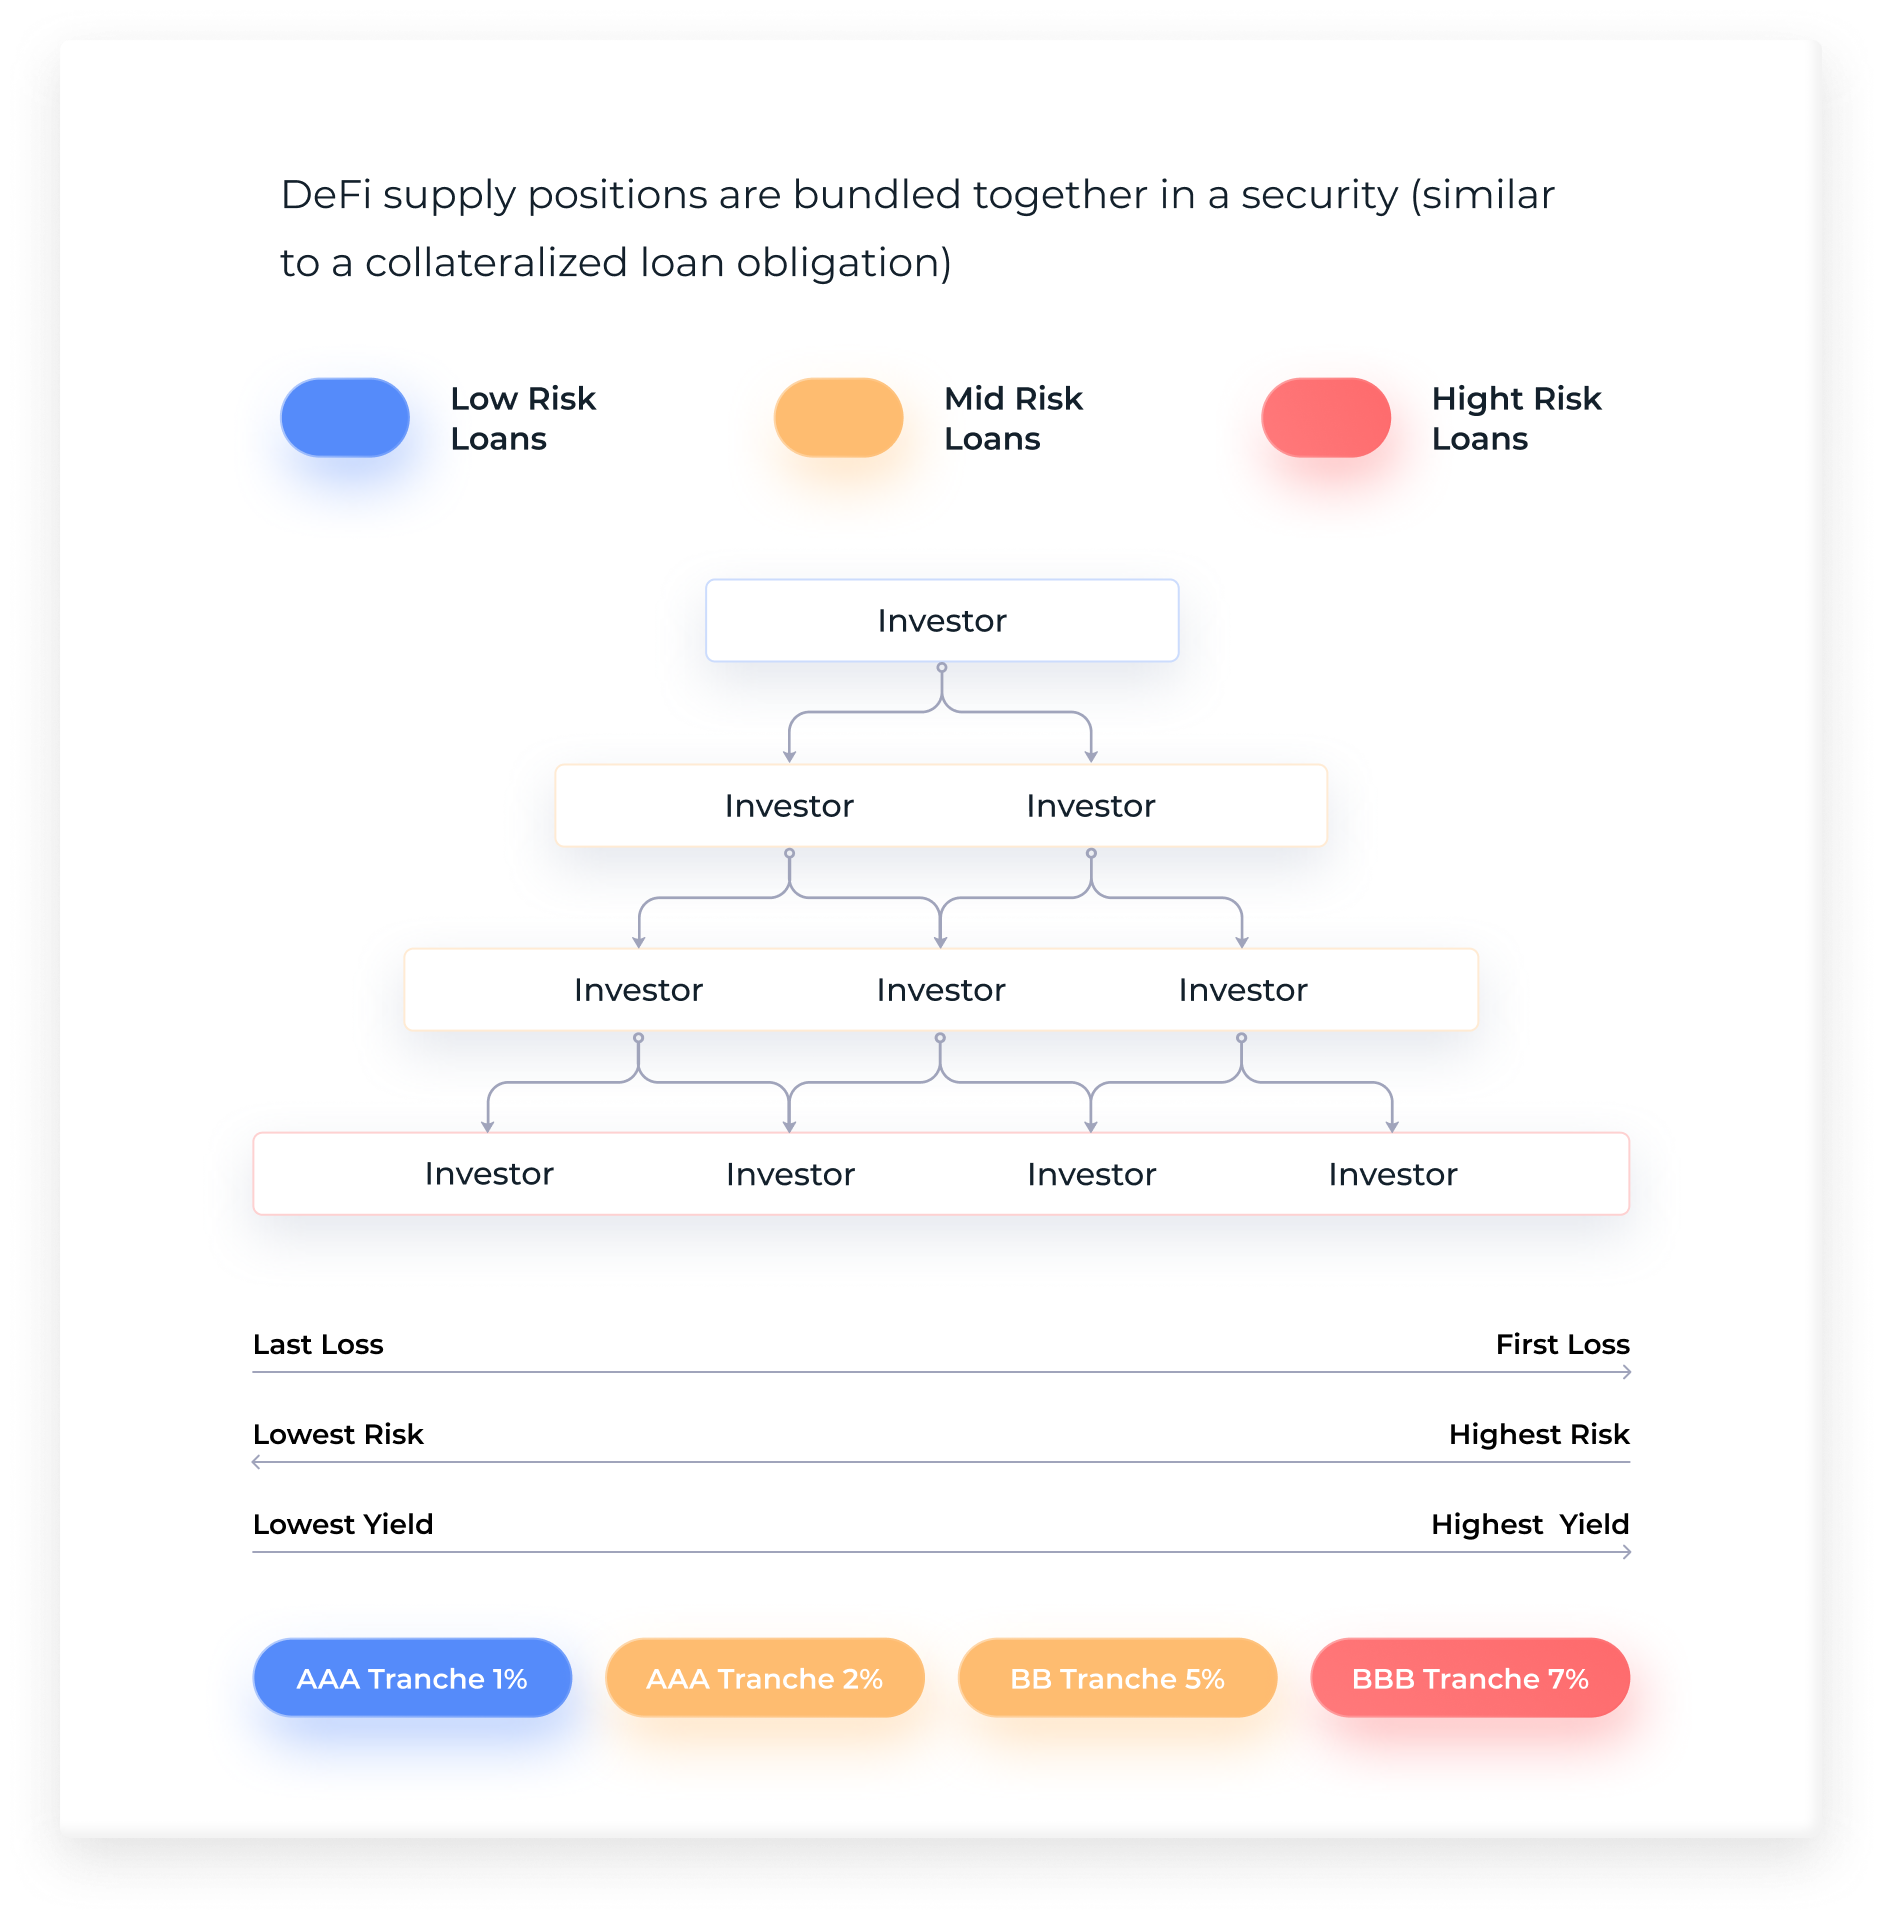 DeFi supply positions are bundled together in a security (similar
to a collateralized loan obligation)
Low Risk
Loans
Mid Risk
Loans
Hight Risk
Loans
Investor
Investor Investor
Investor Investor Investor
Investor Investor Investor Investor
Last Loss First Loss
Lowest Risk Highest Risk
Lowest Yield Highest Yield
AAA Tranche 1% AAA Tranche 2% BB Tranche 5% BBB Tranche 7%